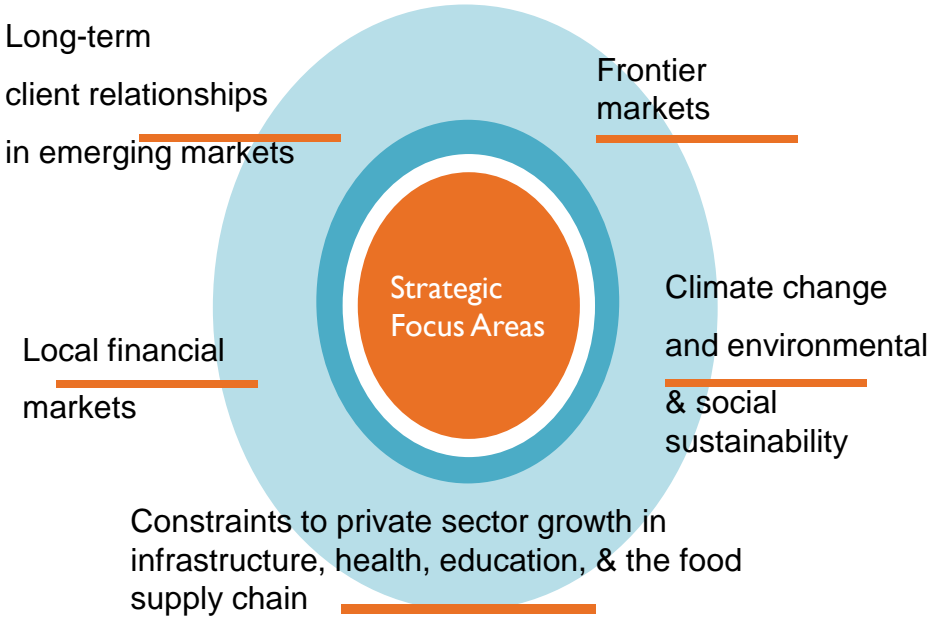 Long-term
client relationships
in emerging markets
Frontier
markets
Strategic
Focus Areas
Climate change
and environmental
& social
sustainability
Local financial
markets
Constraints to private sector growth in
infrastructure, health, education, & the food
supply chain